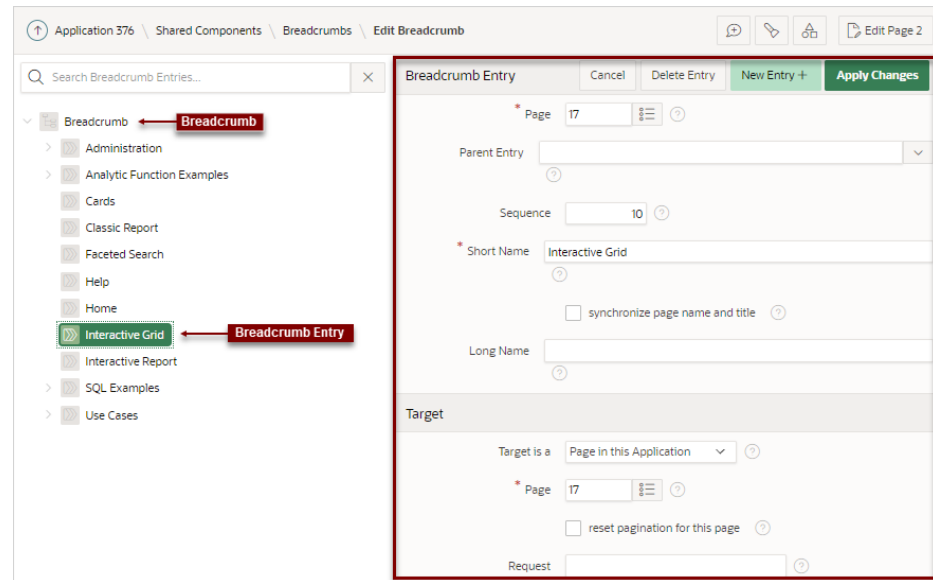 Application 376 \ Shared Components \ Breadcrumbs \ Edit Breadcrumb
Edit Page 2
Search Breadcrumb Entries...
Breadcrumb
Breadcrumb
Administration
Analytic Function Examples
Cards
Classic Report
Faceted Search
Help
Home
Interactive Grid
Breadcrumb Entry
Interactive Report
SQL Examples
Use Cases
Breadcrumb Entry
Cancel
Delete Entry
New Entry +
Apply Changes
* Page 17
Parent Entry
Sequence 10
* Short Name Interactive Grid
synchronize page name and title
Long Name
Target
Target is a Page in this Application
* Page 17
reset pagination for this page
Request